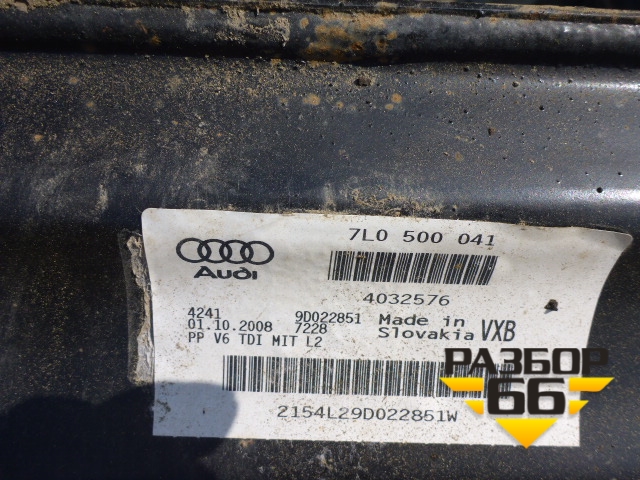 7L0 500 041
Audi
4032576
4241 9D022851 Made in VXB
01.10.2008 7228 Slovakia
PP V6 TDI MIT L2
2154L29D022851W
РАЗБОР
66